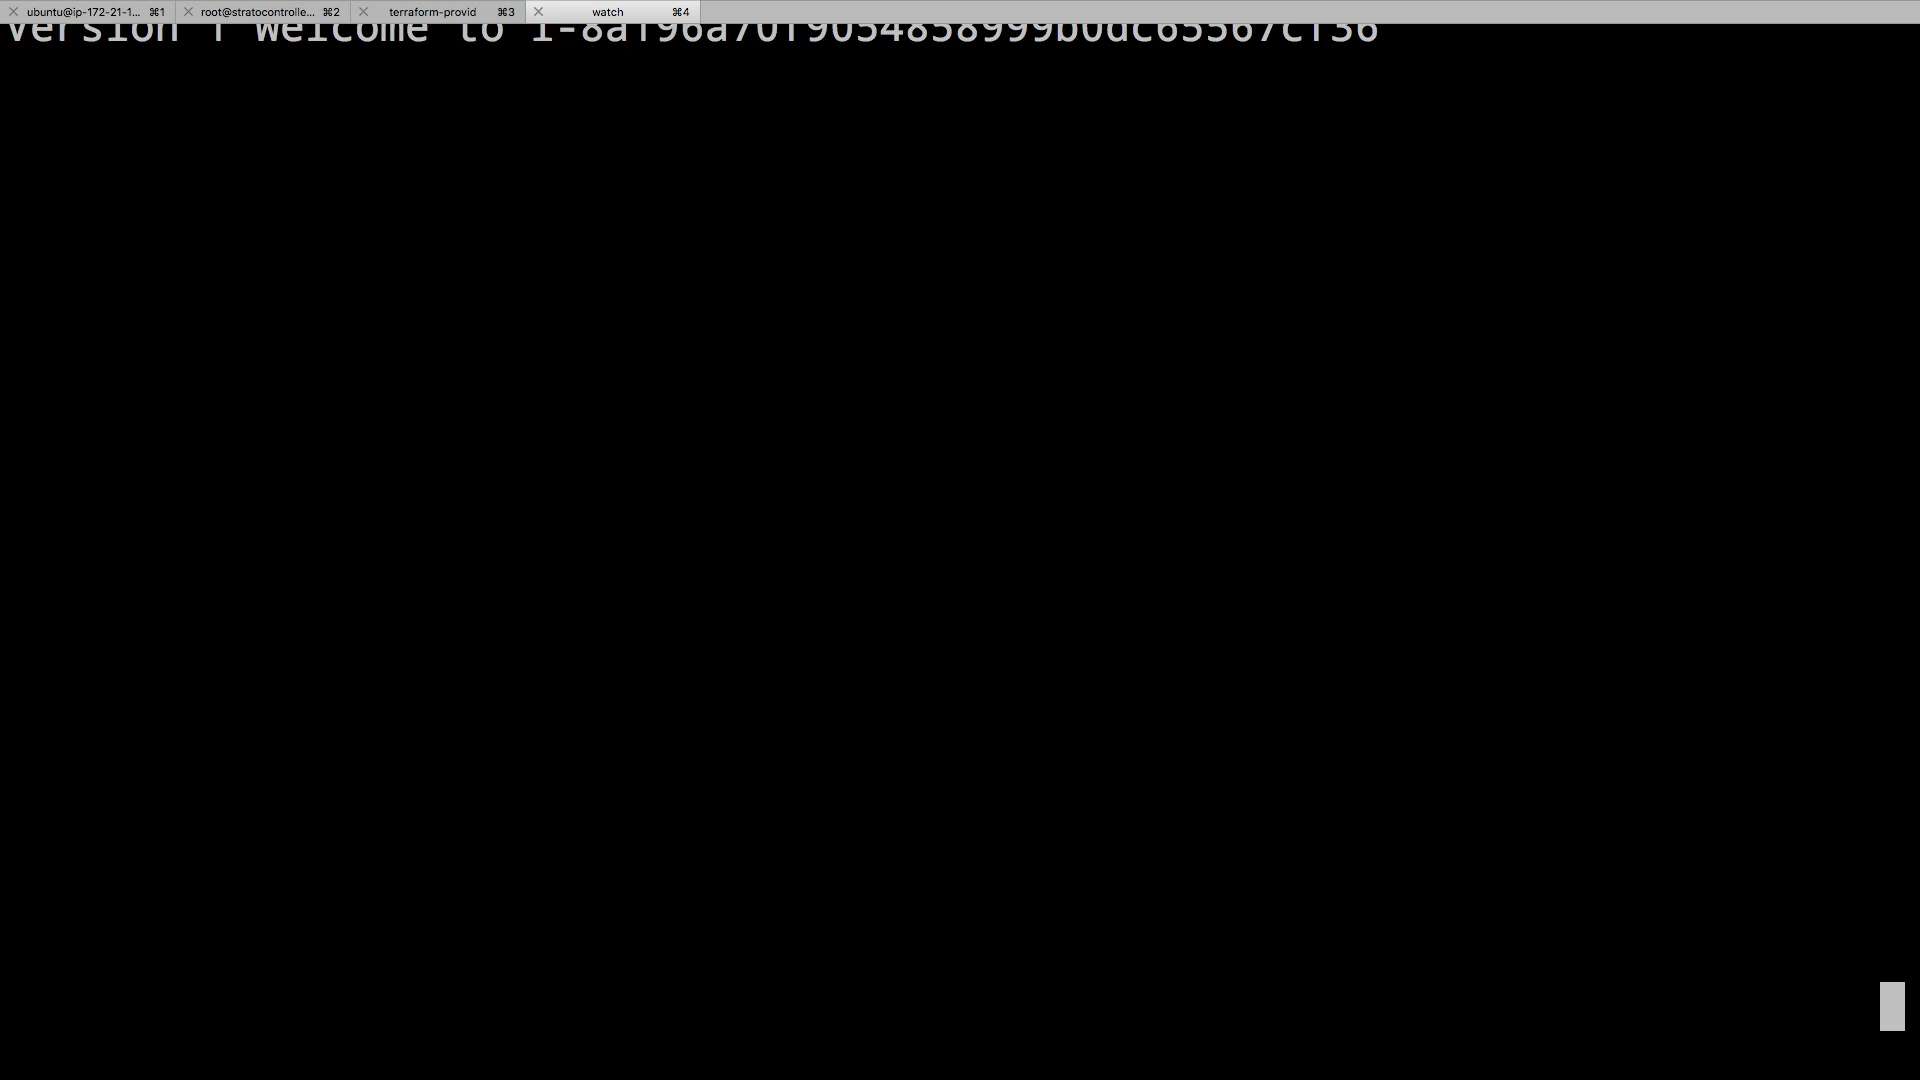 ubuntu@ip-172-21-1... ⌘1
root@stratocontrolle... ⌘2
terraform-provid ⌘3
watch ⌘4
Version 1 Welcome to i-8af96a70f9054858999b0dc65567cf36